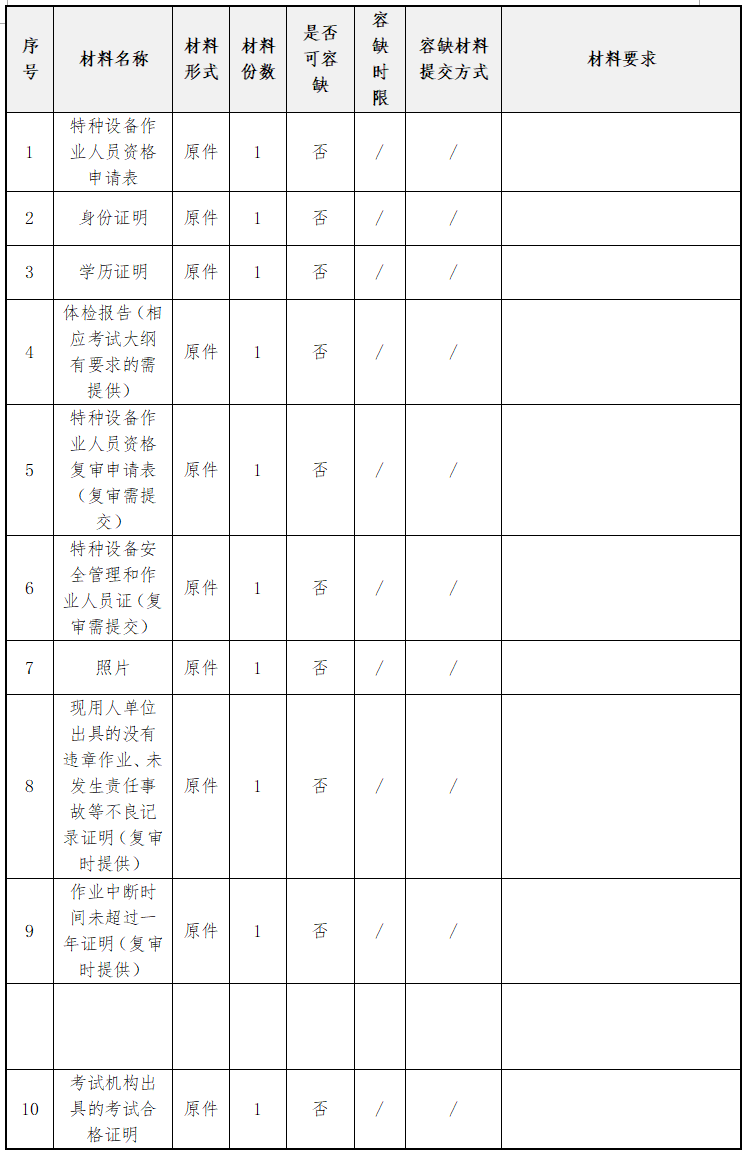 序号 材料名称 材料形式 材料份数 是否可容缺 容缺时限 容缺材料提交方式 材料要求
1 特种设备作业人员资格申请表 原件 1 否 / /
2 身份证明 原件 1 否 / /
3 学历证明 原件 1 否 / /
4 体检报告（相应考试大纲有要求的需提供） 原件 1 否 / /
5 特种设备作业人员资格复审申请表（复审需提交） 原件 1 否 / /
6 特种设备安全管理和作业人员证（复审需提交） 原件 1 否 / /
7 照片 原件 1 否 / /
8 现用人单位出具的没有违章作业、未发生责任事故等不良记录证明（复审时提供） 原件 1 否 / /
9 作业中断时间未超过一年证明（复审时提供） 原件 1 否 / /
10 考试机构出具的考试合格证明 原件 1 否 / /